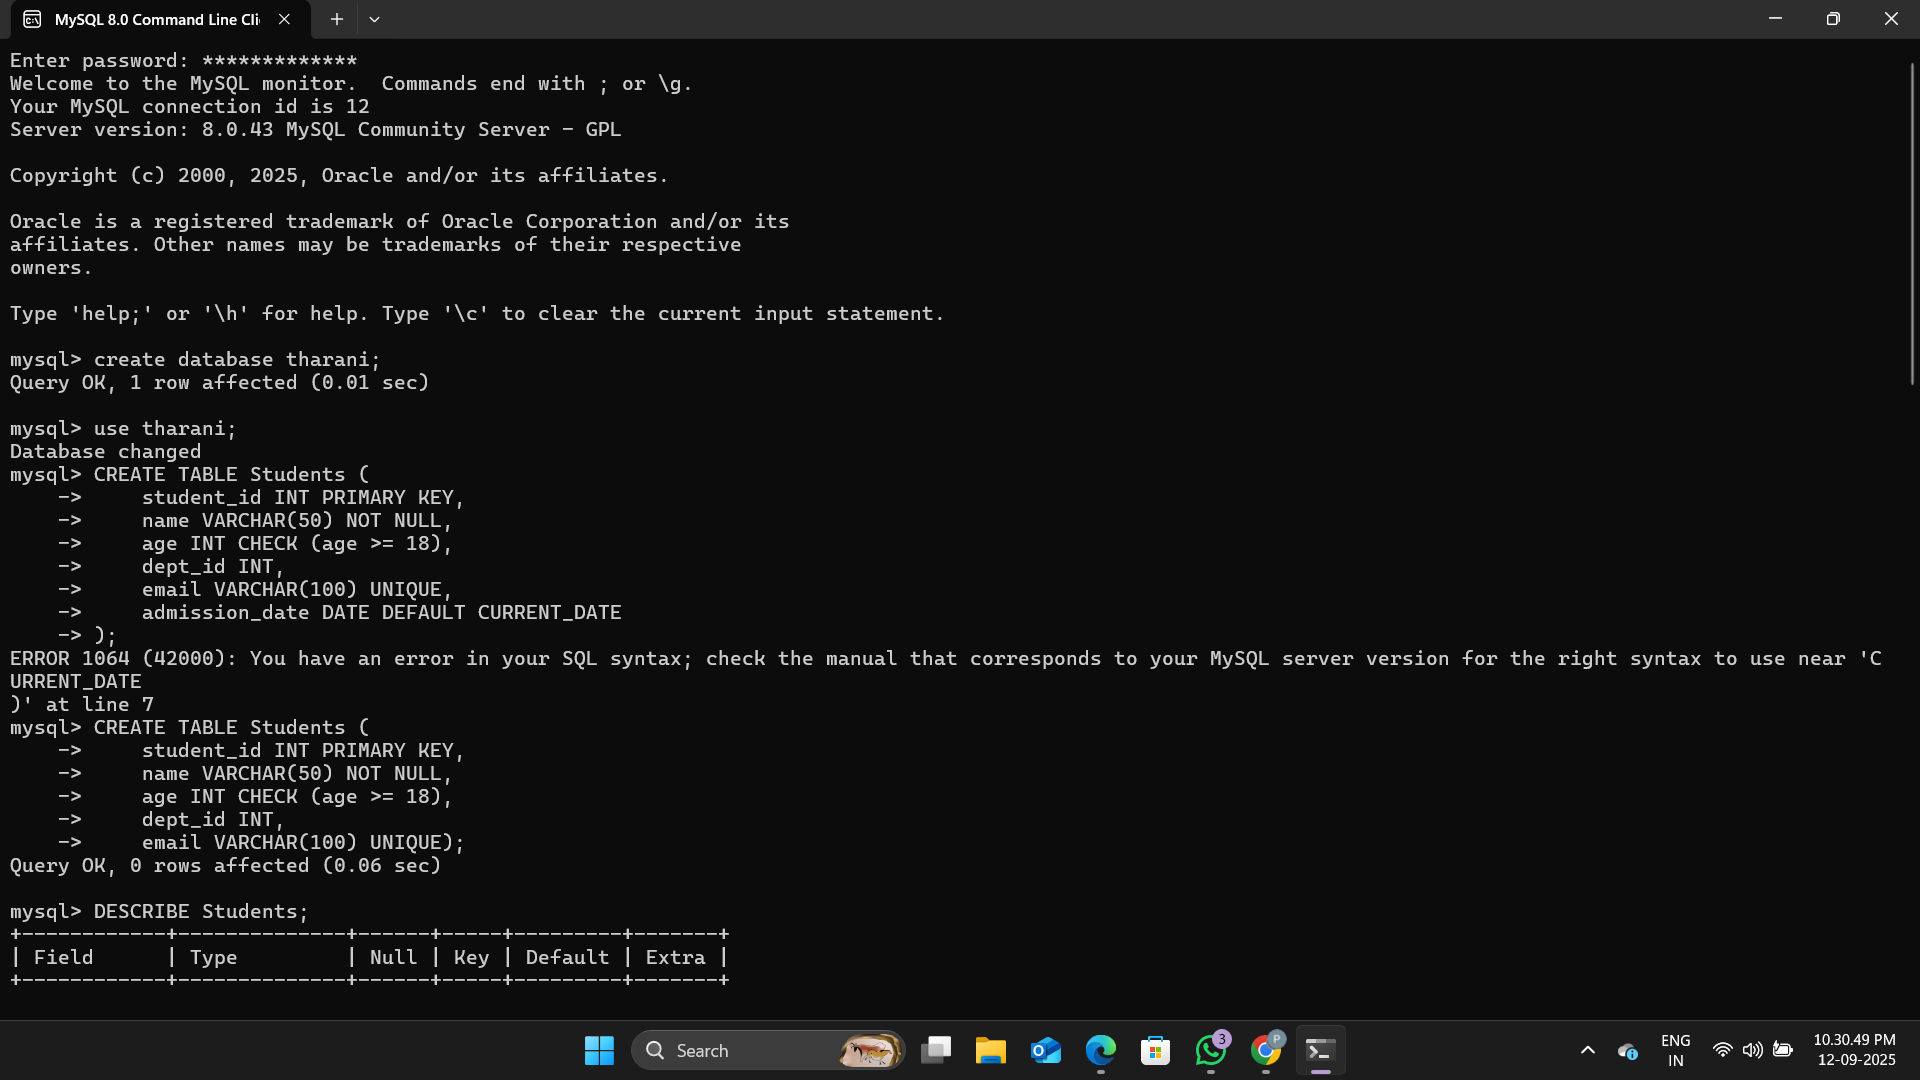 MySQL 8.0 Command Line Cli
Enter password: *************
Welcome to the MySQL monitor.  Commands end with ; or \g.
Your MySQL connection id is 12
Server version: 8.0.43 MySQL Community Server - GPL
Copyright (c) 2000, 2025, Oracle and/or its affiliates.
Oracle is a registered trademark of Oracle Corporation and/or its
affiliates. Other names may be trademarks of their respective
owners.
Type 'help;' or '\h' for help. Type '\c' to clear the current input statement.
mysql> create database tharani;
Query OK, 1 row affected (0.01 sec)
mysql> use tharani;
Database changed
mysql> CREATE TABLE Students (
    ->     student_id INT PRIMARY KEY,
    ->     name VARCHAR(50) NOT NULL,
    ->     age INT CHECK (age >= 18),
    ->     dept_id INT,
    ->     email VARCHAR(100) UNIQUE,
    ->     admission_date DATE DEFAULT CURRENT_DATE
    -> );
ERROR 1064 (42000): You have an error in your SQL syntax; check the manual that corresponds to your MySQL server version for the right syntax to use near 'C
URRENT_DATE
)' at line 7
mysql> CREATE TABLE Students (
    ->     student_id INT PRIMARY KEY,
    ->     name VARCHAR(50) NOT NULL,
    ->     age INT CHECK (age >= 18),
    ->     dept_id INT,
    ->     email VARCHAR(100) UNIQUE);
Query OK, 0 rows affected (0.06 sec)
mysql> DESCRIBE Students;
+------------+--------------+------+-----+---------+-------+
| Field      | Type         | Null | Key | Default | Extra |
+------------+--------------+------+-----+---------+-------+
Search
3
P
ENG
IN
10.30.49 PM
12-09-2025